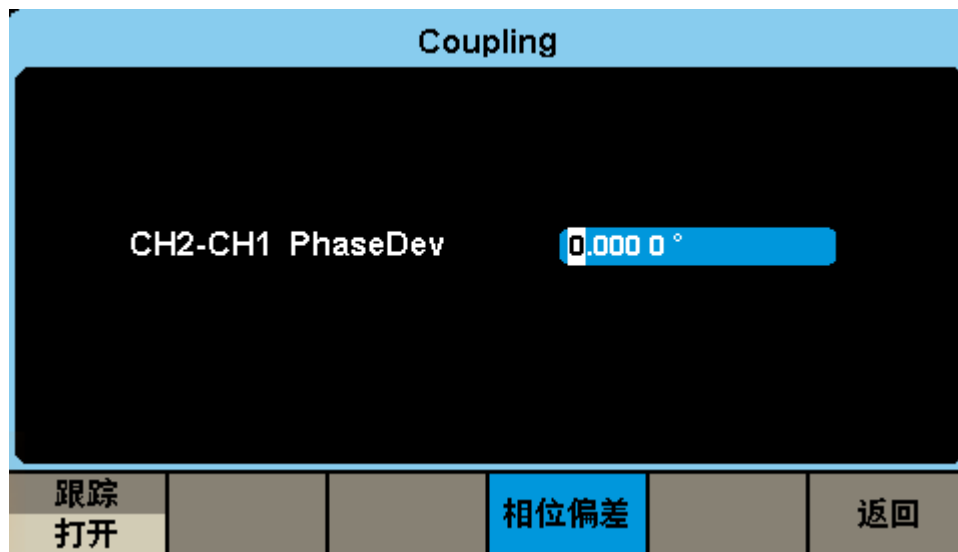 Coupling
CH2-CH1 PhaseDev 0.000 0 °
跟踪
打开
相位偏差
返回